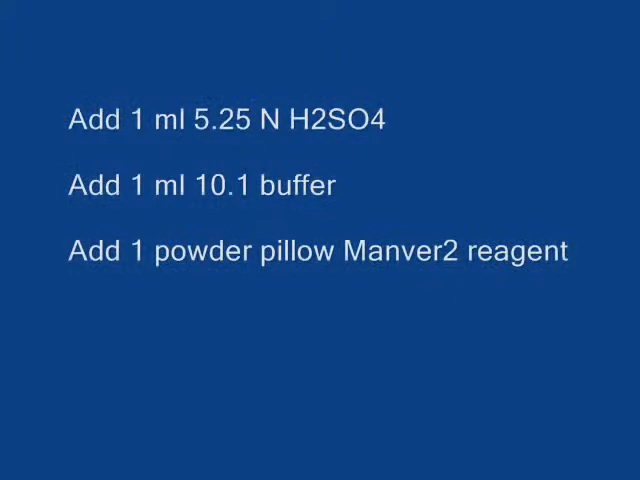 Add 1 ml 5.25 N H2SO4
Add 1 ml 10.1 buffer
Add 1 powder pillow Manver2 reagent